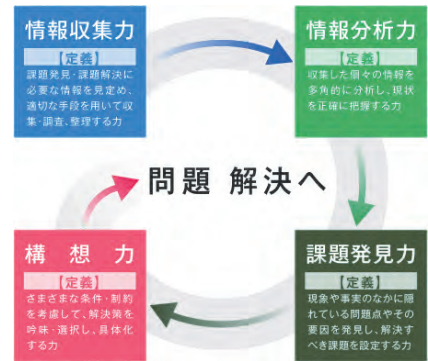 情報収集力
【定義】
課題発見・課題解決に
必要な情報を見定め、
適切な手段を用いて収
集・調査、整理する力
情報分析力
【定義】
収集した個々の情報を
多角的に分析し、現状
を正確に把握する力
問題 解決へ
構想力
【定義】
さまざまな条件・制約
を考慮して、解決策を
吟味・選択し、具体化
する力
課題発見力
【定義】
現象や事実のなかに隠
れている問題点やその
要因を発見し、解決す
べき課題を設定する力